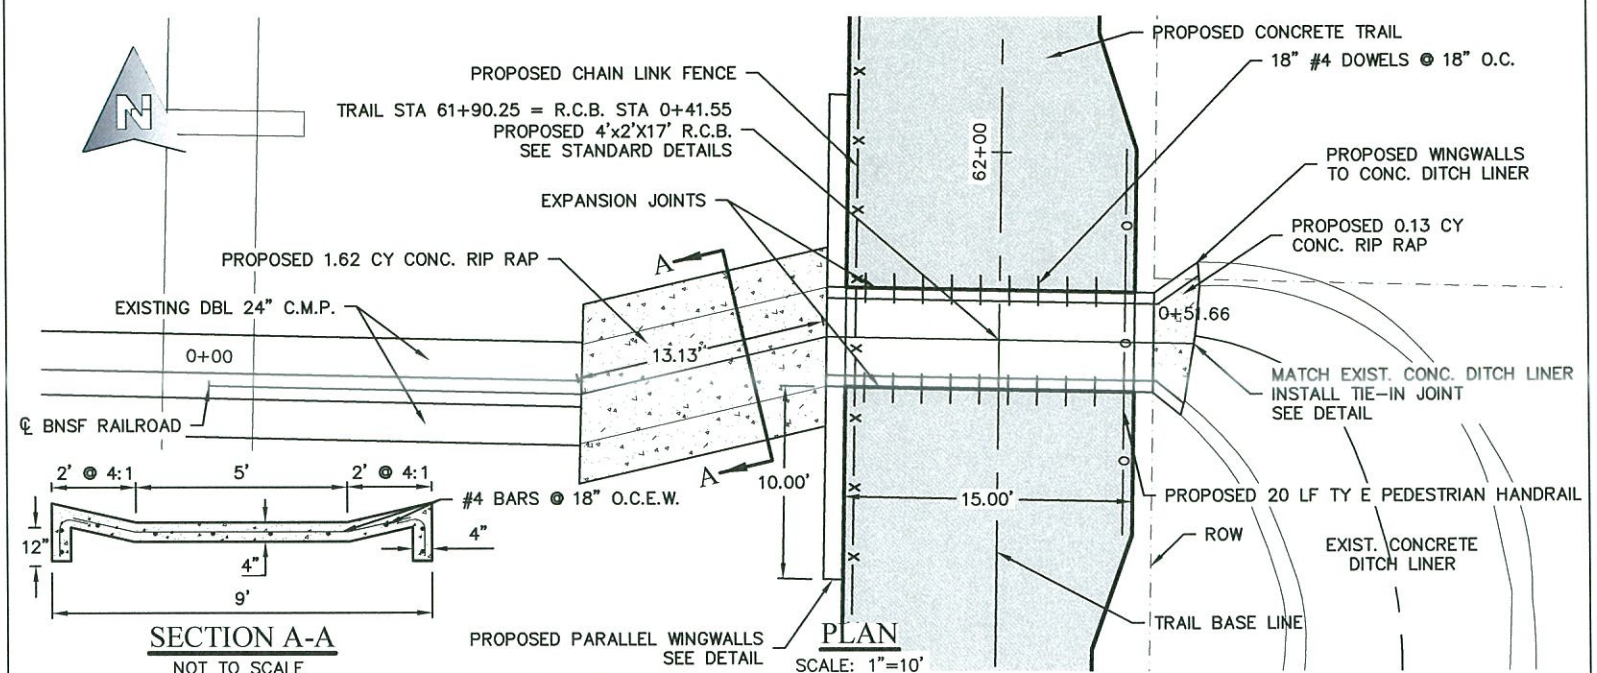 PROPOSED CONCRETE TRAIL
18" #4 DOWELS @ 18" O.C.
PROPOSED CHAIN LINK FENCE
TRAIL STA 61+90.25 = R.C.B. STA 0+41.55
PROPOSED 4'x2'X17' R.C.B.
SEE STANDARD DETAILS
N
62+00
PROPOSED WINGWALLS
TO CONC. DITCH LINER
EXPANSION JOINTS
PROPOSED 0.13 CY
CONC. RIP RAP
PROPOSED 1.62 CY CONC. RIP RAP
A
EXISTING DBL 24" C.M.P.
0+51.66
0+00
13.13'
MATCH EXIST. CONC. DITCH LINER
INSTALL TIE-IN JOINT
SEE DETAIL
℄ BNSF RAILROAD
A
10.00'
15.00'
2' @ 4:1
5'
2' @ 4:1
#4 BARS @ 18" O.C.E.W.
PROPOSED 20 LF TY E PEDESTRIAN HANDRAIL
12"
4"
4"
ROW
EXIST. CONCRETE
DITCH LINER
9'
SECTION A-A
NOT TO SCALE
PROPOSED PARALLEL WINGWALLS
SEE DETAIL
PLAN
SCALE: 1"=10'
TRAIL BASE LINE